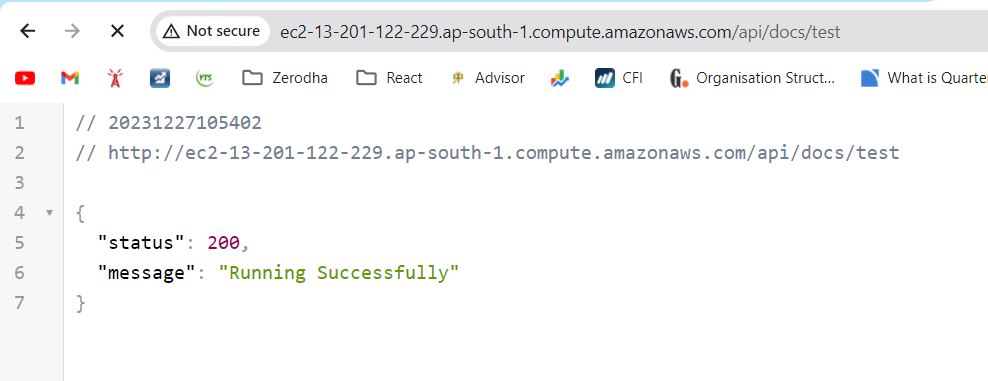 Not secure ec2-13-201-122-229.ap-south-1.compute.amazonaws.com/api/docs/test
YTS Zerodha React Advisor CFI G. Organisation Struct... What is Quarte
1 // 20231227105402
2 // http://ec2-13-201-122-229.ap-south-1.compute.amazonaws.com/api/docs/test
3
4 {
5 "status": 200,
6 "message": "Running Successfully"
7 }